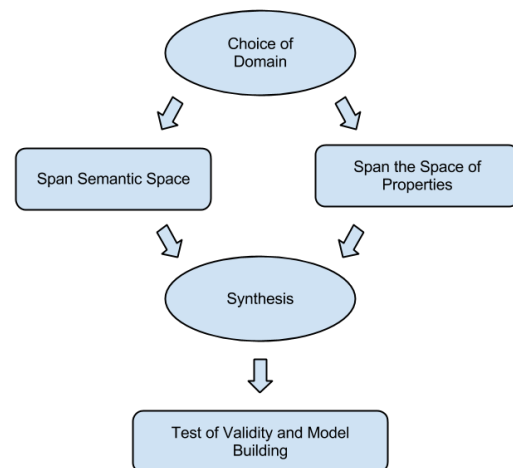 Choice of
Domain
Span Semantic Space
Span the Space of
Properties
Synthesis
Test of Validity and Model
Building